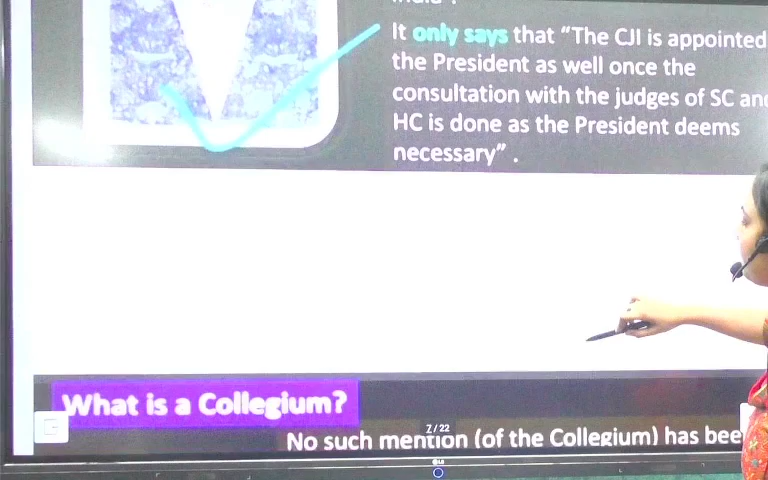 It only says that “The CJI is appointed
the President as well once the
consultation with the judges of SC and
HC is done as the President deems
necessary” .
What is a Collegium?
7/22
No such mention (of the Collegium) has bee